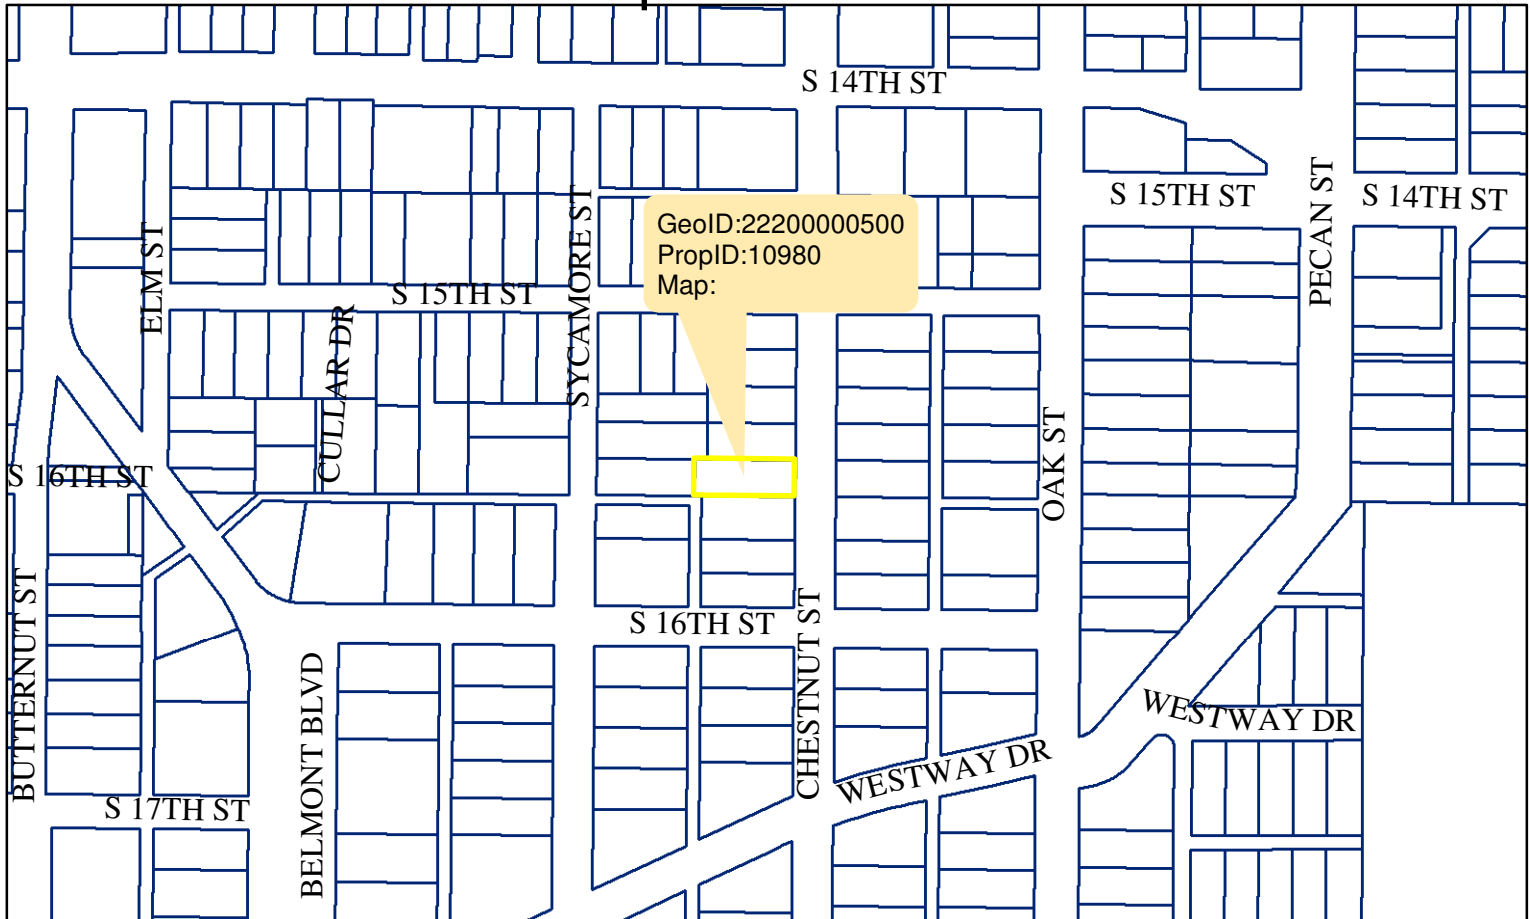 S 14TH ST
S 15TH ST
S 14TH ST
PECAN ST
SYCAMORE ST
ELM ST
GeoID:22200000500
PropID:10980
Map:
S 15TH ST
CULLAR DR
OAK ST
S 16TH ST
BUTTERNUT ST
S 16TH ST
CHESTNUT ST
BELMONT BLVD
WESTWAY DR
WESTWAY DR
S 17TH ST